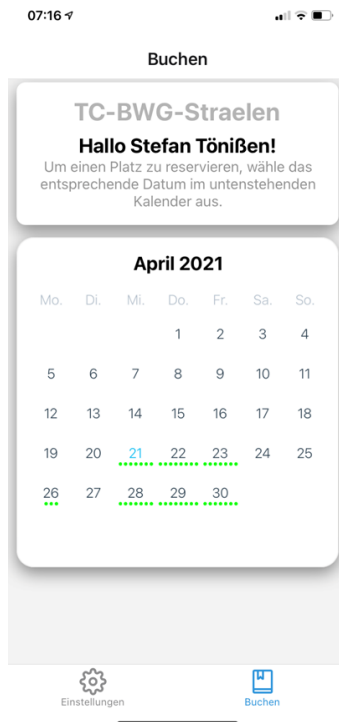 07:16
Buchen
TC-BWG-Straelen
Hallo Stefan Tönißen!
Um einen Platz zu reservieren, wähle das
entsprechende Datum im untenstehenden
Kalender aus.
April 2021
Mo. Di. Mi. Do. Fr. Sa. So.
1 2 3 4
5 6 7 8 9 10 11
12 13 14 15 16 17 18
19 20 21 22 23 24 25
26 27 28 29 30
Einstellungen Buchen